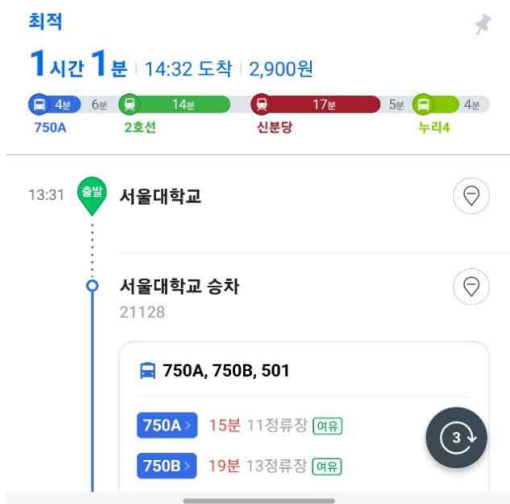 최적
1시간 1분 14:32 도착 2,900원
4분 6분 14분 17분 5분 4분
750A 2호선 신분당 누리4
13:31 출발 서울대학교
서울대학교 승차
21128
750A, 750B, 501
750A 15분 11정류장 여유
3
750B 19분 13정류장 여유